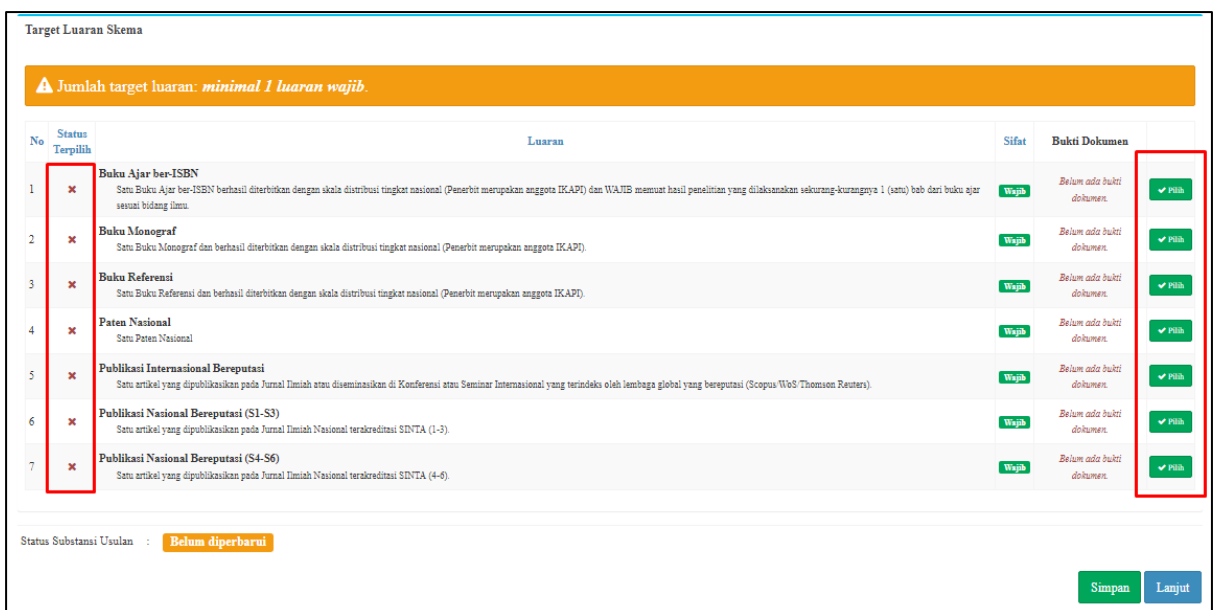 Target Luaran Skema
Jumlah target luaran: minimal 1 luaran wajib.
No Status Terpilih Luaran Sifat Bukti Dokumen
1 Buku Ajar ber-ISBN
Satu Buku Ajar ber-ISBN berhasil diterbitkan dengan skala distribusi tingkat nasional (Penerbit merupakan anggota IKAPI) dan WAJIB memuat hasil penelitian yang dilaksanakan sekurang-kurangnya 1 (satu) bab dari buku ajar
sesuai bidang ilmu.
Wajib Belum ada bukti dokumen. Pilih
2 Buku Monograf
Satu Buku Monograf dan berhasil diterbitkan dengan skala distribusi tingkat nasional (Penerbit merupakan anggota IKAPI).
Wajib Belum ada bukti dokumen. Pilih
3 Buku Referensi
Satu Buku Referensi dan berhasil diterbitkan dengan skala distribusi tingkat nasional (Penerbit merupakan anggota IKAPI).
Wajib Belum ada bukti dokumen. Pilih
4 Paten Nasional
Satu Paten Nasional
Wajib Belum ada bukti dokumen. Pilih
5 Publikasi Internasional Bereputasi
Satu artikel yang dipublikasikan pada Jurnal Ilmiah atau diseminasikan di Konferensi atau Seminar Internasional yang terindeks oleh lembaga global yang bereputasi (Scopus/WoS/Thomson Reuters).
Wajib Belum ada bukti dokumen. Pilih
6 Publikasi Nasional Bereputasi (S1-S3)
Satu artikel yang dipublikasikan pada Jurnal Ilmiah Nasional terakreditasi SINTA (1-3).
Wajib Belum ada bukti dokumen. Pilih
7 Publikasi Nasional Bereputasi (S4-S6)
Satu artikel yang dipublikasikan pada Jurnal Ilmiah Nasional terakreditasi SINTA (4-6).
Wajib Belum ada bukti dokumen. Pilih
Status Substansi Usulan : Belum diperbarui
Simpan Lanjut